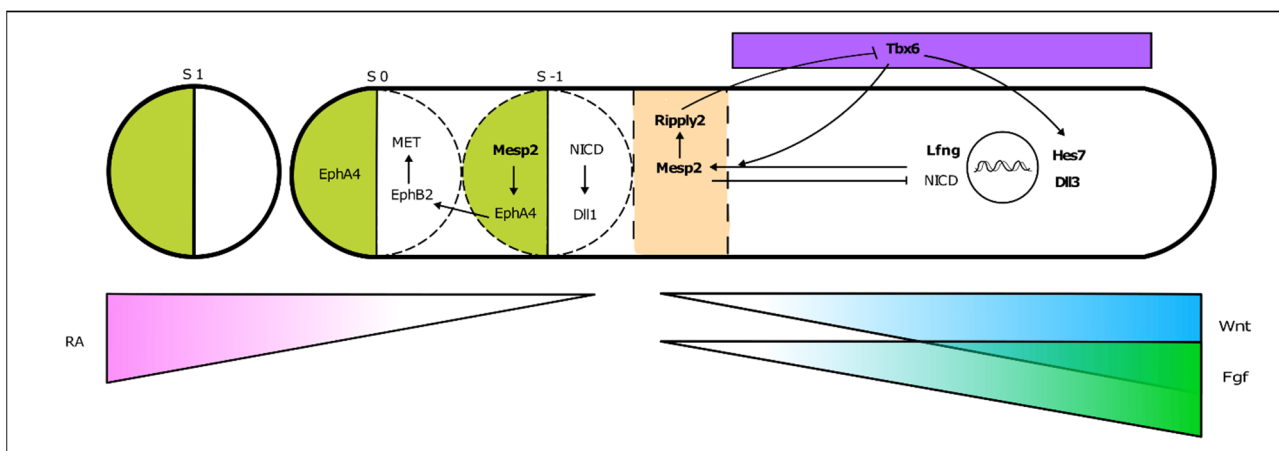 Tbx6
S 1
S 0
S -1
Ripply2
MET
Mesp2
NICD
Lfng
Hes7
EphA4
Mesp2
NICD
Dll3
EphB2
EphA4
Dll1
RA
Wnt
Fgf